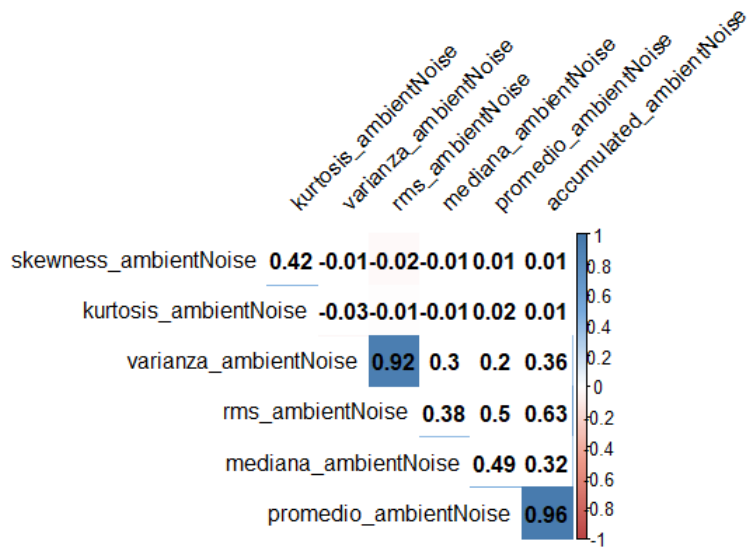 kurtosis_ambientNoise
varianza_ambientNoise
rms_ambientNoise
mediana_ambientNoise
promedio_ambientNoise
accumulated_ambientNoise
skewness_ambientNoise 0.42 -0.01 -0.02 -0.01 0.01 0.01
kurtosis_ambientNoise -0.03 -0.01 -0.01 0.02 0.01
varianza_ambientNoise 0.92 0.3 0.2 0.36
rms_ambientNoise 0.38 0.5 0.63
mediana_ambientNoise 0.49 0.32
promedio_ambientNoise 0.96
1
0.8
0.6
0.4
0.2
0
-0.2
-0.4
-0.6
-0.8
-1